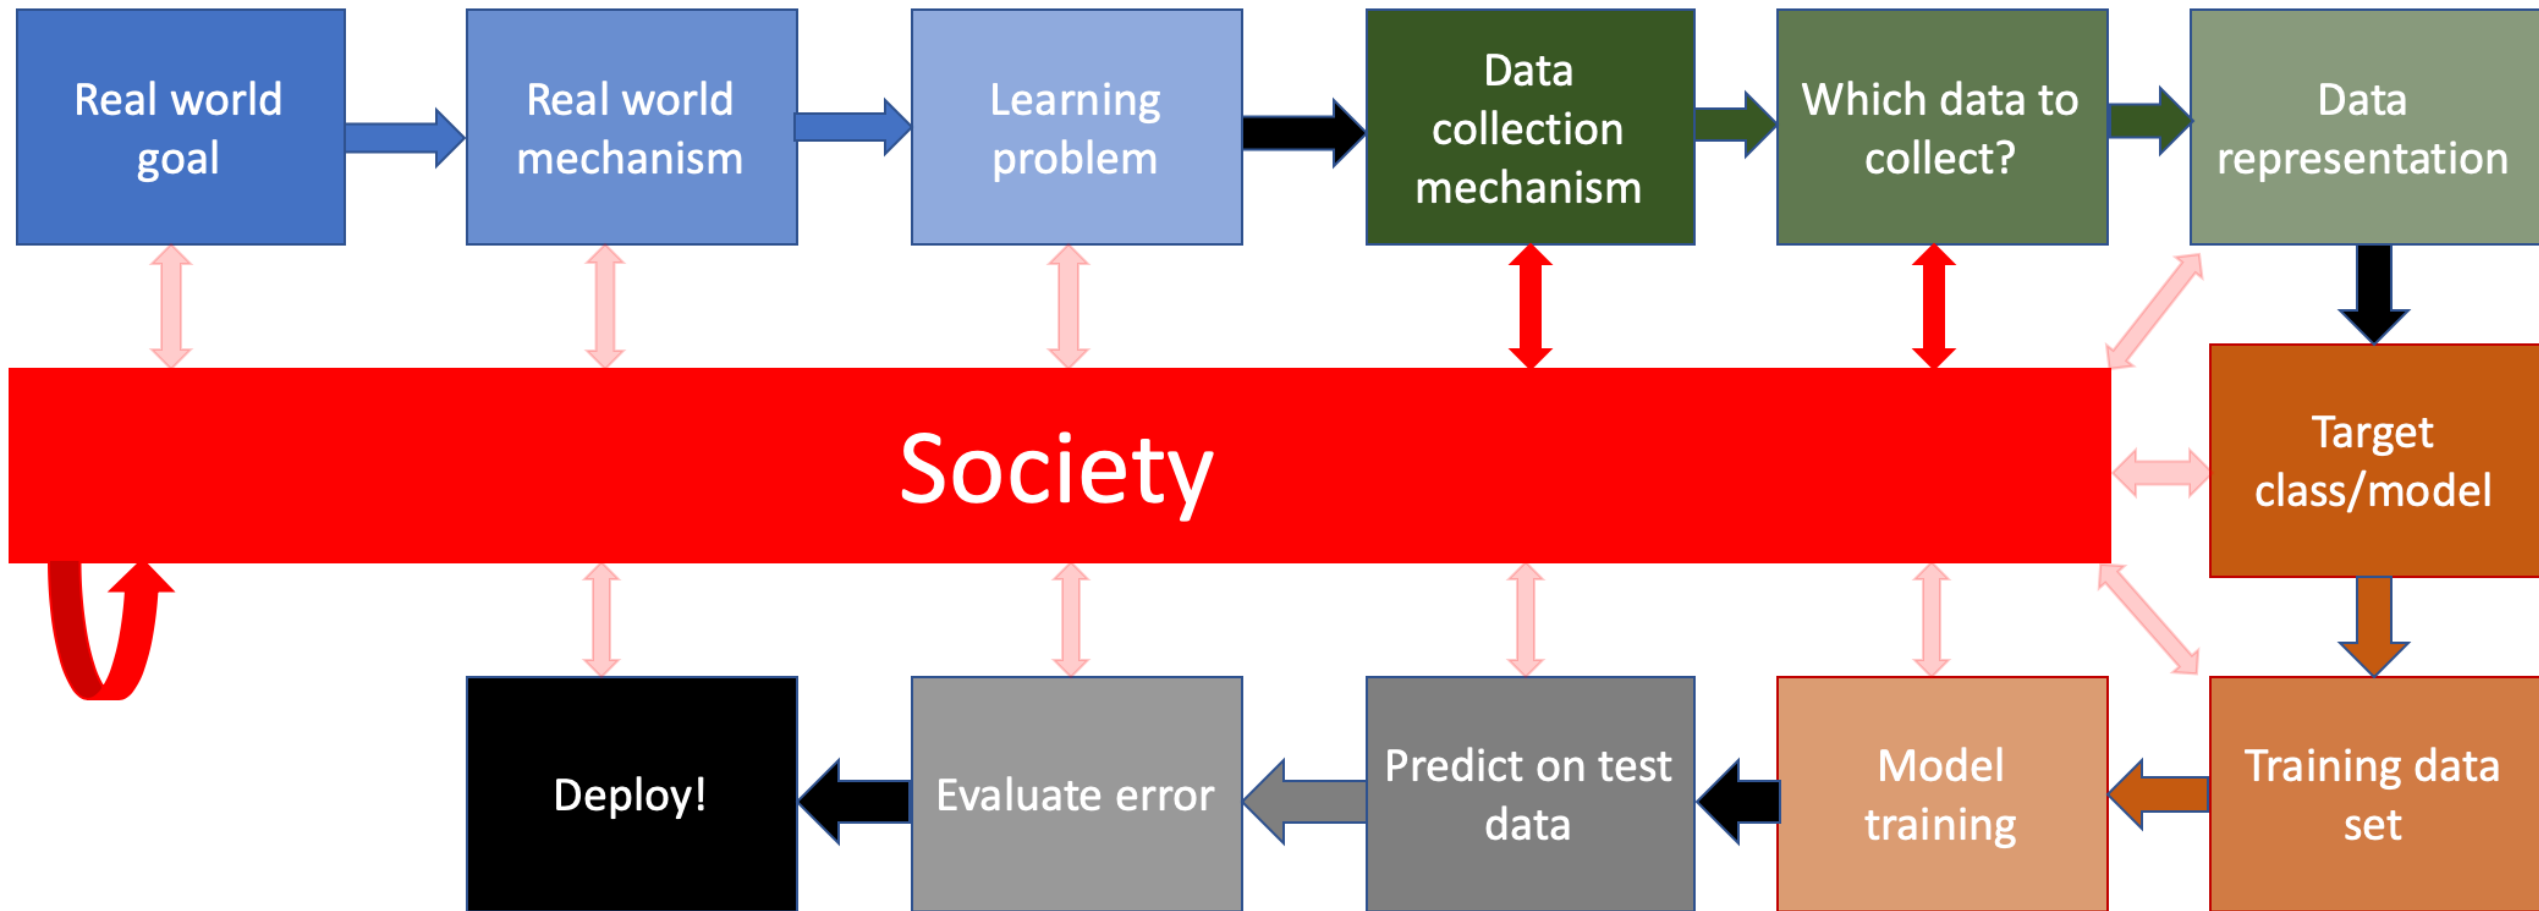 Real world
goal
Real world
mechanism
Learning
problem
Data
collection
mechanism
Which data to
collect?
Data
representation
Society
Target
class/model
Deploy!
Evaluate error
Predict on test
data
Model
training
Training data
set